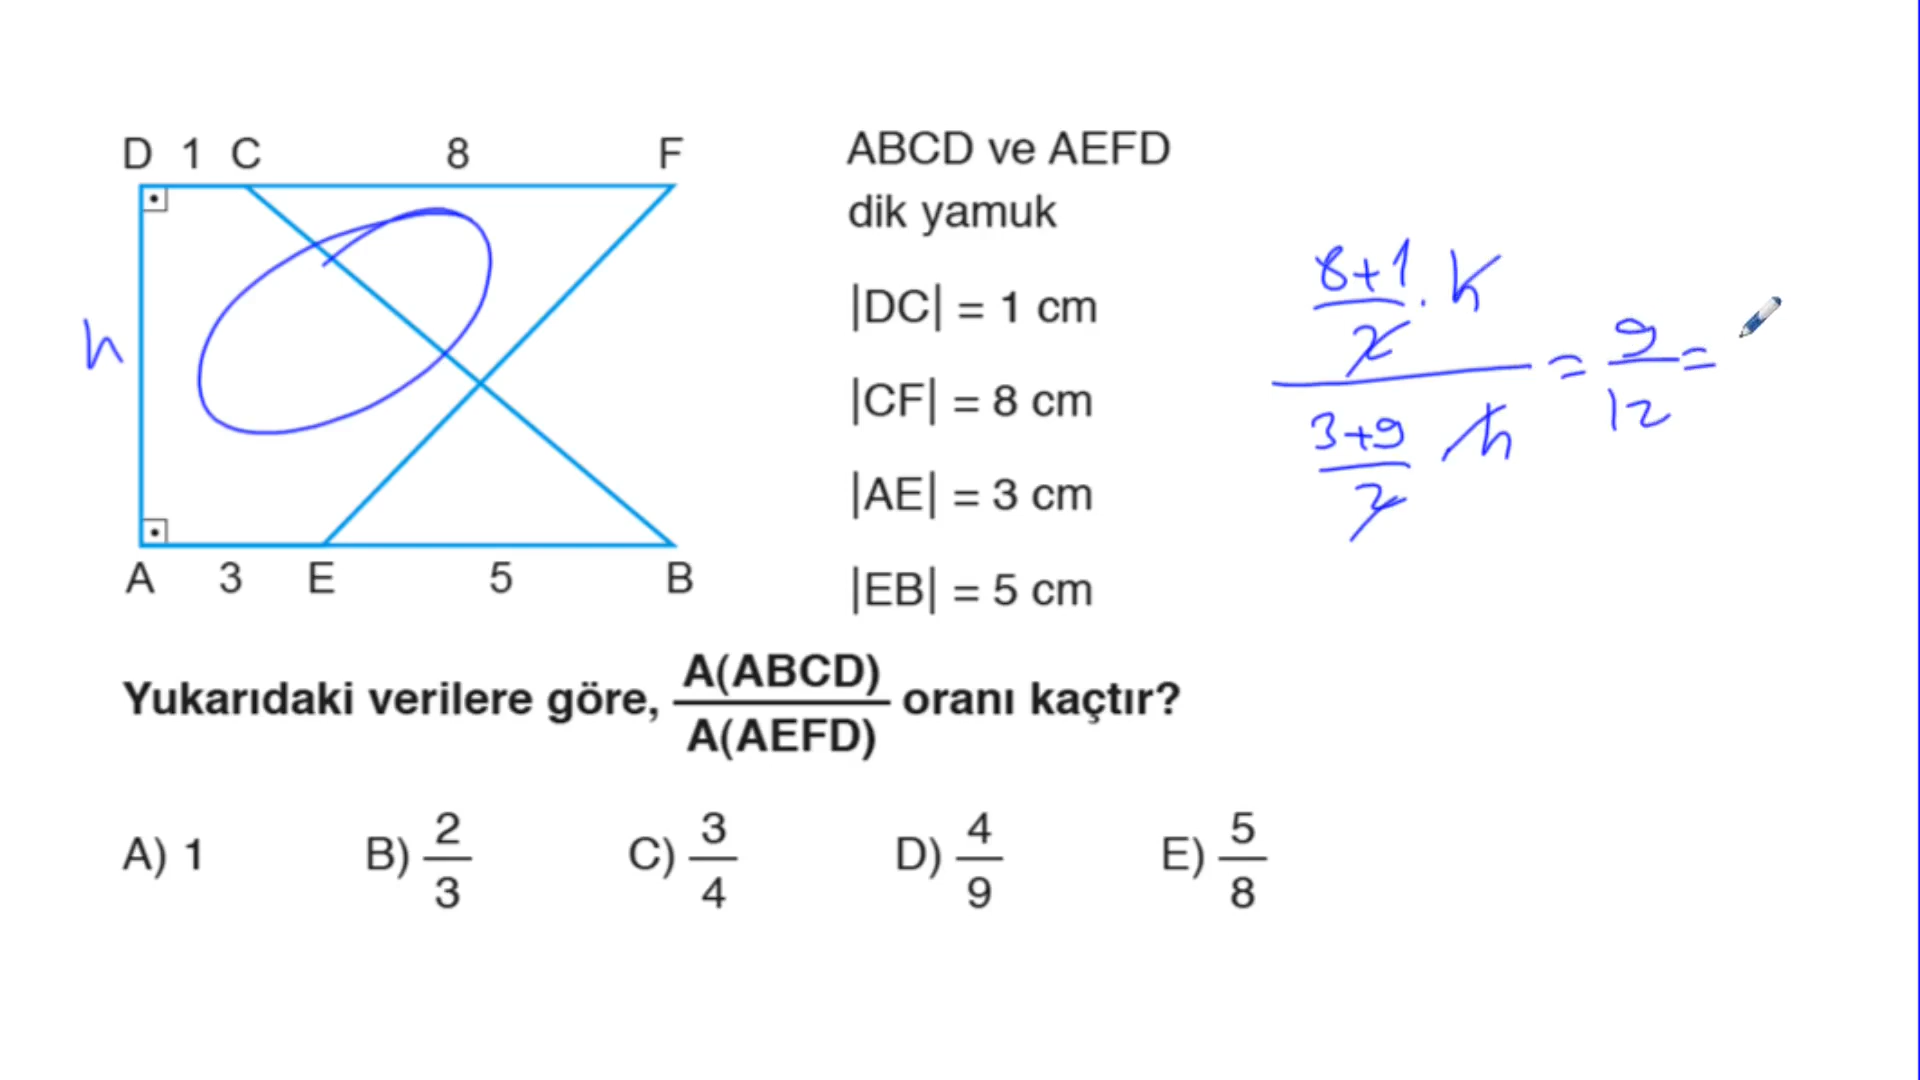 D 1 C 8 F
h
A 3 E 5 B
ABCD ve AEFD
dik yamuk
|DC| = 1 cm
|CF| = 8 cm
|AE| = 3 cm
|EB| = 5 cm
8+1/2 . h
3+9/2 h
= 9/12 =
Yukarıdaki verilere göre, A(ABCD)/A(AEFD) oranı kaçtır?
A) 1 B) 2/3 C) 3/4 D) 4/9 E) 5/8